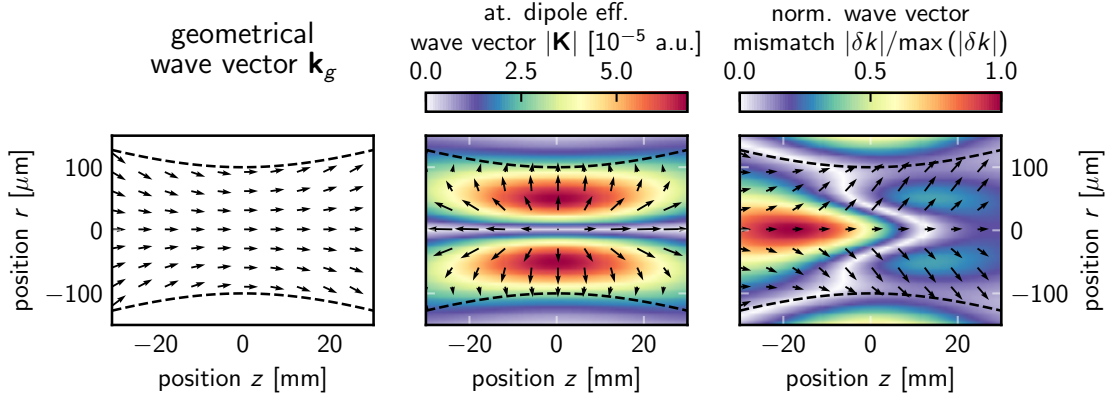 geometrical
wave vector k_g
at. dipole eff.
wave vector |K| [10⁻⁵ a.u.]
0.0 2.5 5.0
norm. wave vector
mismatch |δk|/max (|δk|)
0.0 0.5 1.0
position r [μm]
100
0
−100
−20 0 20
position z [mm]
−20 0 20
position z [mm]
−20 0 20
position z [mm]
100
0
−100
position r [μm]